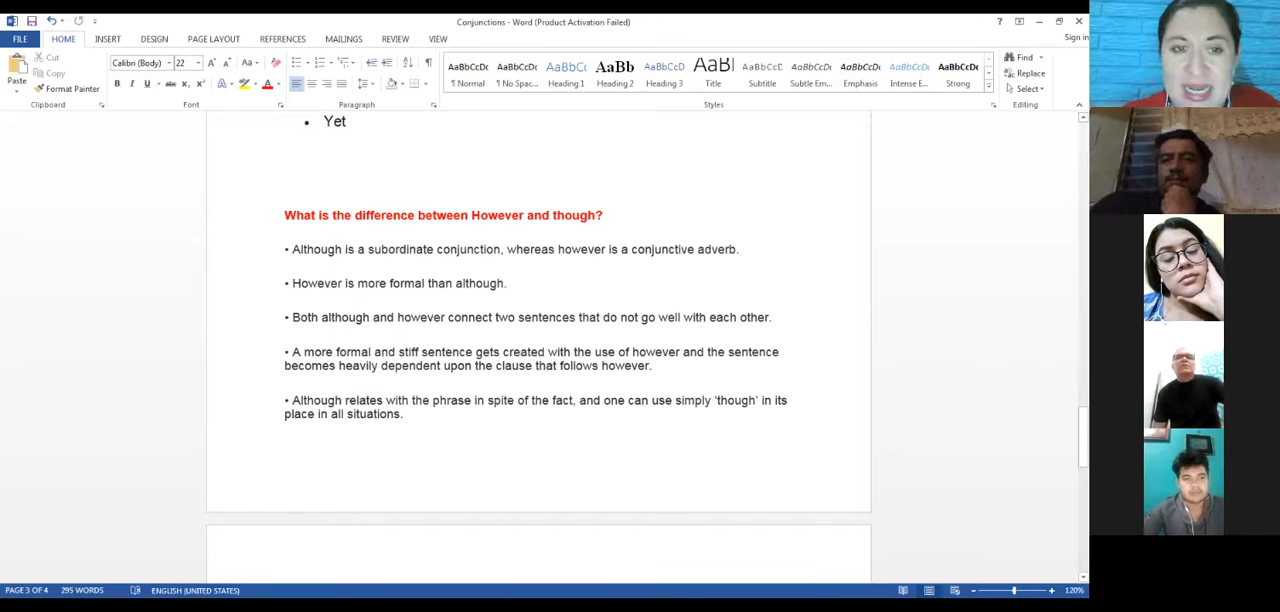 Conjunctions - Word (Product Activation Failed)
Sign in
FILE HOME INSERT DESIGN PAGE LAYOUT REFERENCES MAILINGS REVIEW VIEW
Paste
Cut
Copy
Format Painter
Clipboard
Calibri (Body) 22
Font
Paragraph
AaBbCcDc ¶ Normal
AaBbCcDc ¶ No Spac...
AaBbCc Heading 1
AaBb Heading 2
AaBbCcD Heading 3
AaBl Title
AaBbCcD Subtitle
AaBbCcDt Subtle Em...
AaBbCcDt Emphasis
AaBbCcDt Intense E...
AaBbCcDc Strong
Styles
Find
Replace
Select
Editing
• Yet
What is the difference between However and though?
• Although is a subordinate conjunction, whereas however is a conjunctive adverb.
• However is more formal than although.
• Both although and however connect two sentences that do not go well with each other.
• A more formal and stiff sentence gets created with the use of however and the sentence
becomes heavily dependent upon the clause that follows however.
• Although relates with the phrase in spite of the fact, and one can use simply ‘though’ in its
place in all situations.
PAGE 3 OF 4 295 WORDS ENGLISH (UNITED STATES) 120%